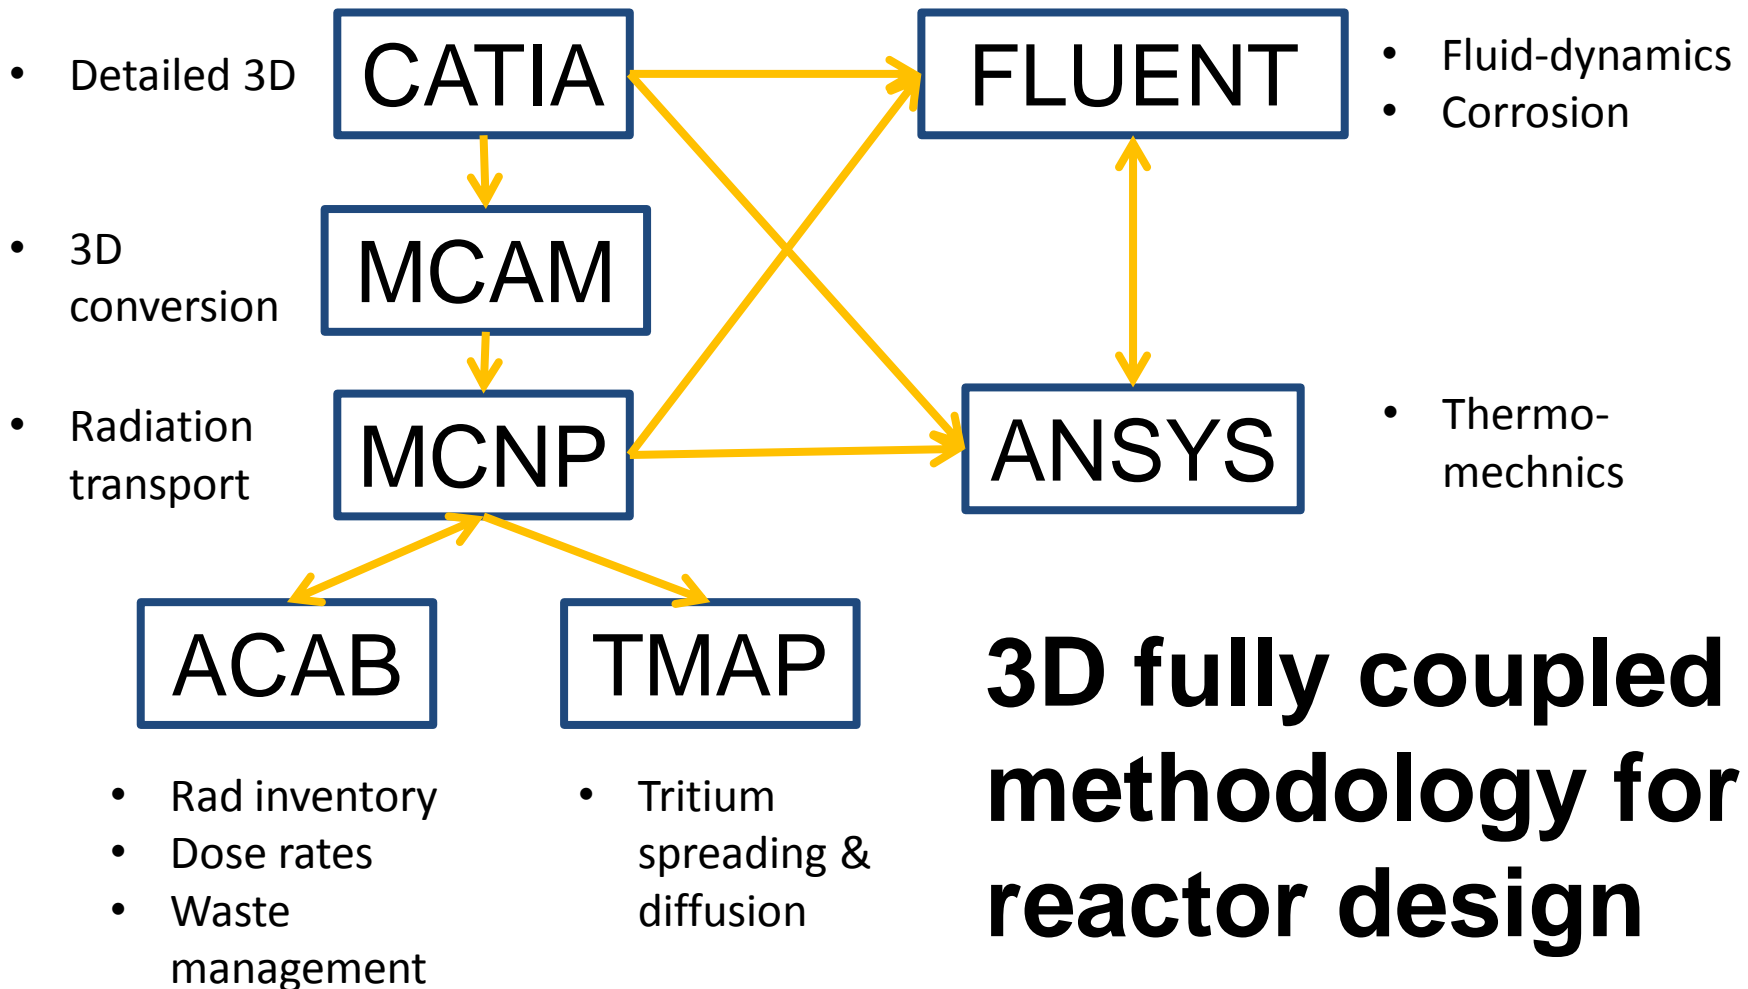 CATIA
• Detailed 3D
FLUENT
• Fluid-dynamics
• Corrosion
MCAM
• 3D
conversion
MCNP
• Radiation
transport
ANSYS
• Thermo-
mechnics
ACAB
• Rad inventory
• Dose rates
• Waste
management
TMAP
• Tritium
spreading &
diffusion
3D fully coupled
methodology for
reactor design